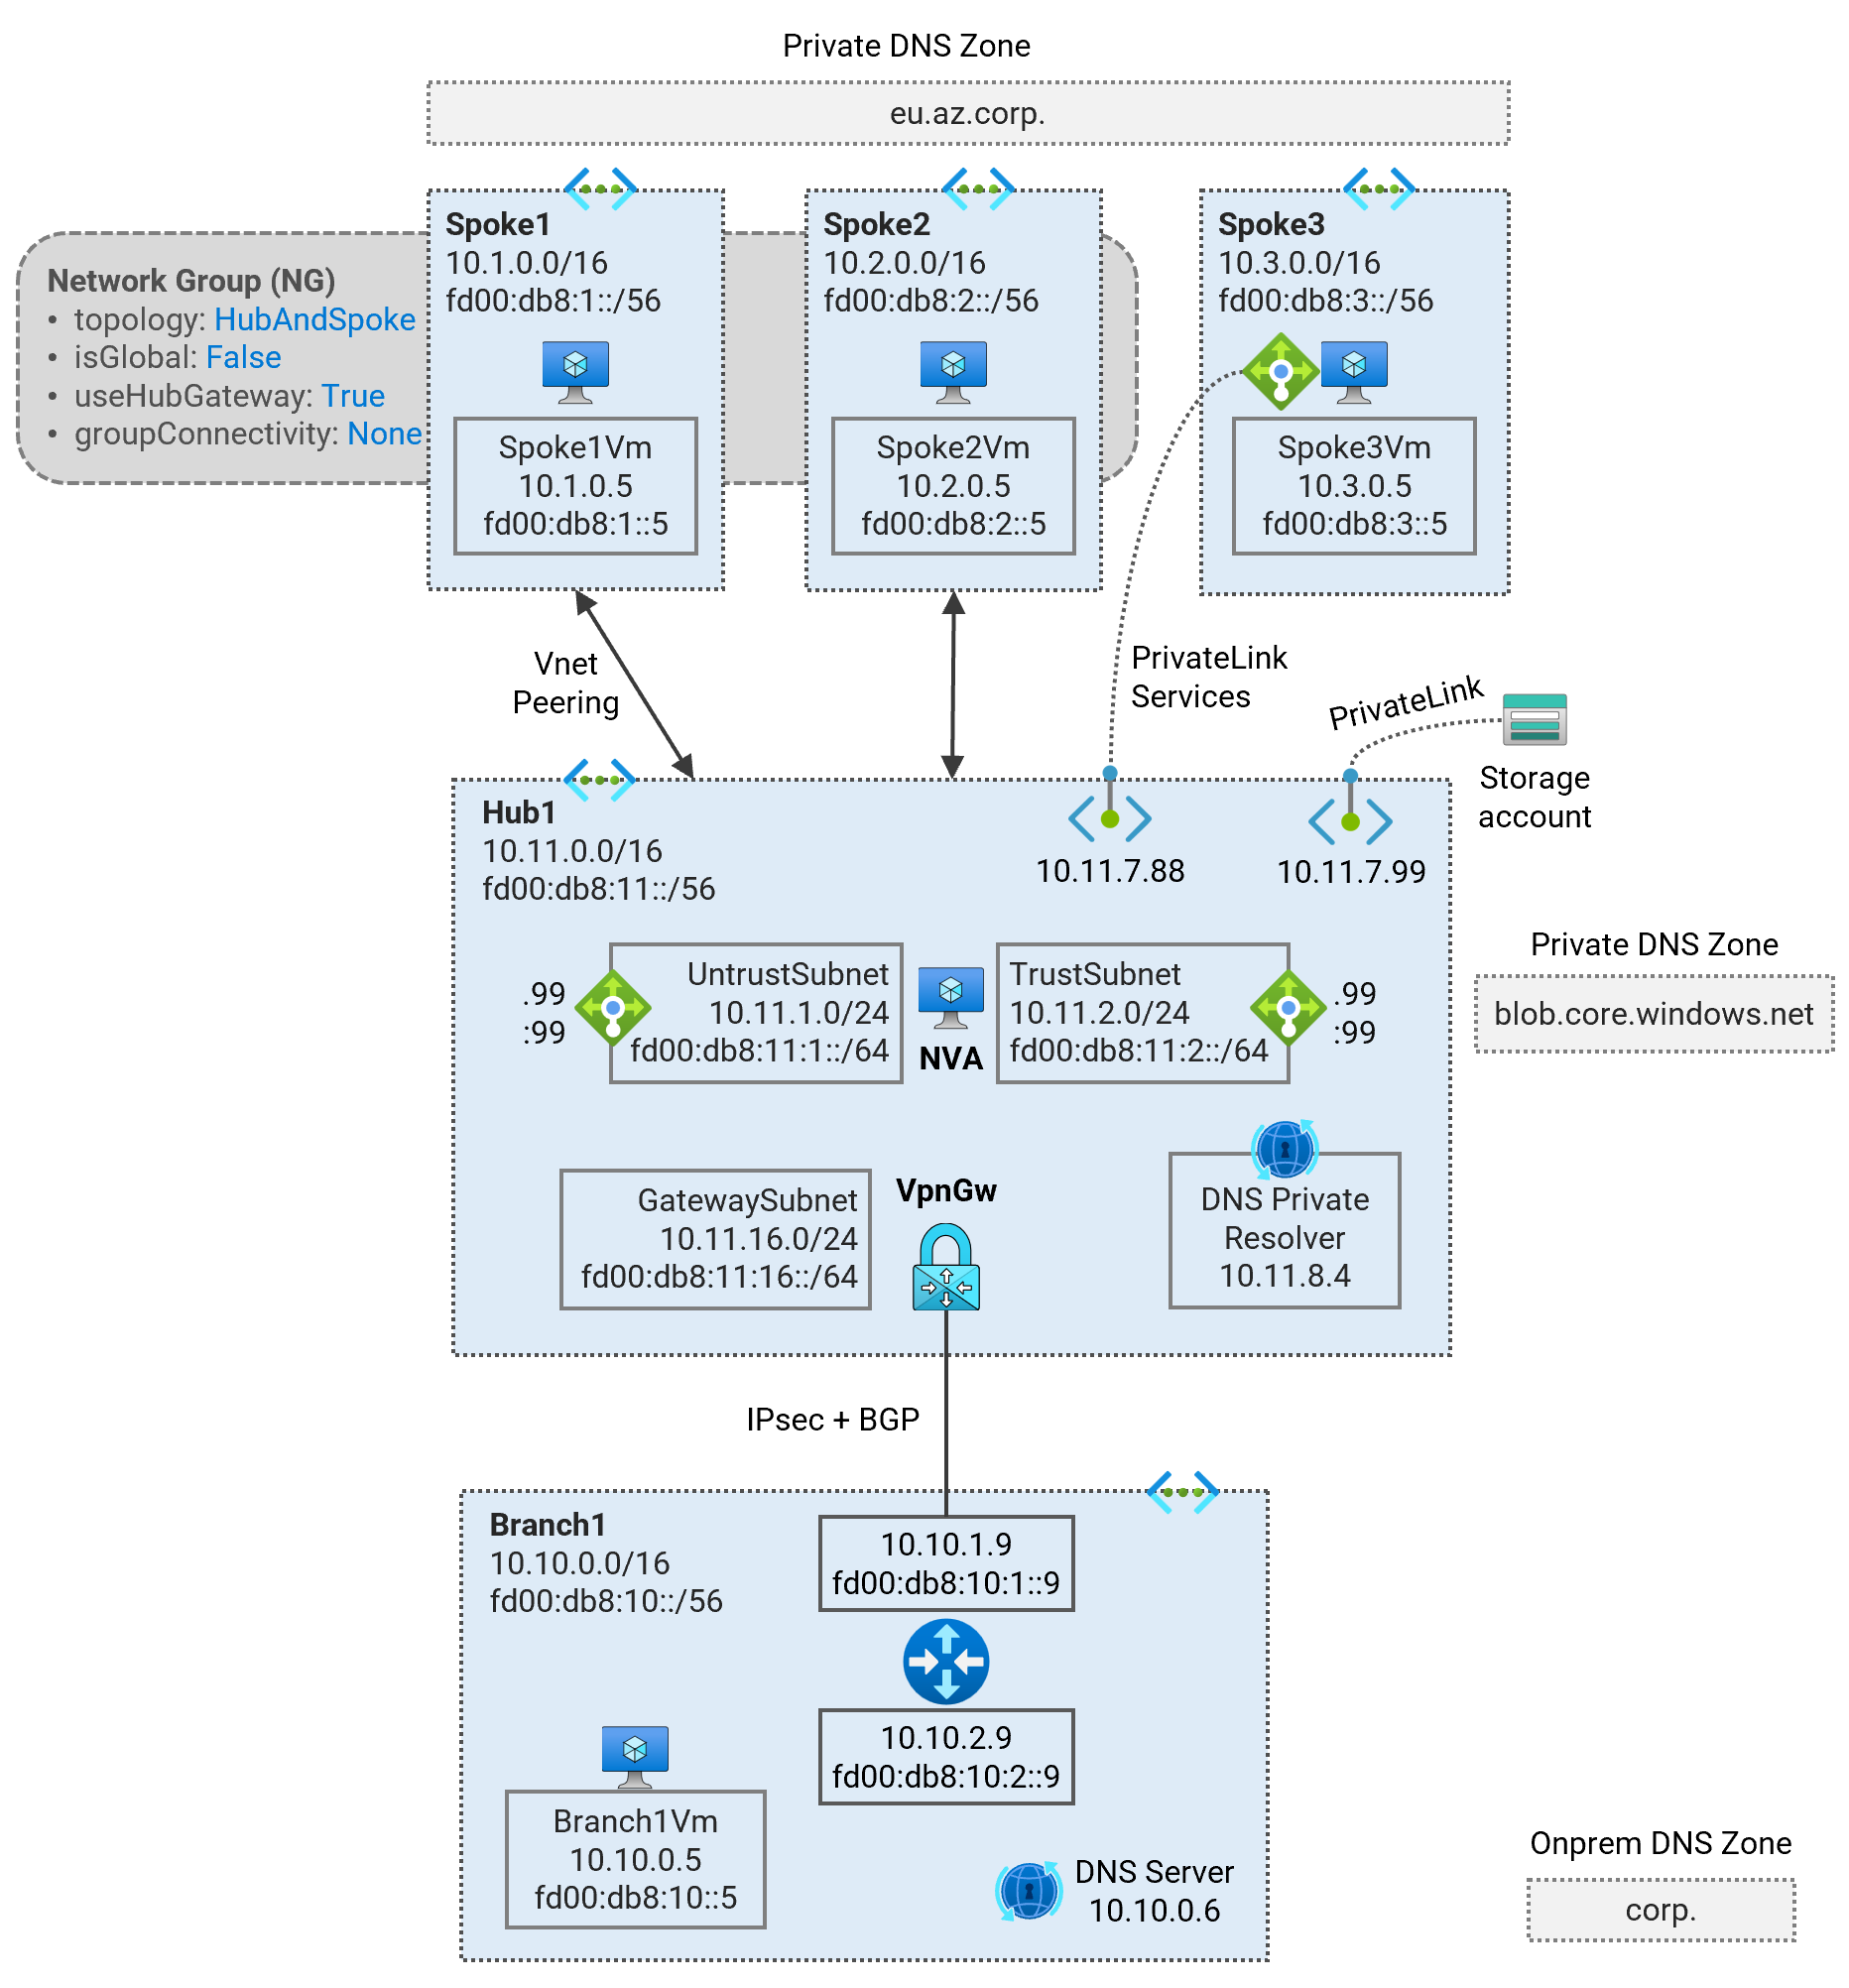 Private DNS Zone
eu.az.corp.
Network Group (NG)
• topology: HubAndSpoke
• isGlobal: False
• useHubGateway: True
• groupConnectivity: None
Spoke1
10.1.0.0/16
fd00:db8:1::/56
Spoke1Vm
10.1.0.5
fd00:db8:1::5
Spoke2
10.2.0.0/16
fd00:db8:2::/56
Spoke2Vm
10.2.0.5
fd00:db8:2::5
Spoke3
10.3.0.0/16
fd00:db8:3::/56
Spoke3Vm
10.3.0.5
fd00:db8:3::5
Vnet
Peering
PrivateLink
Services
PrivateLink
Storage
account
Hub1
10.11.0.0/16
fd00:db8:11::/56
10.11.7.88
10.11.7.99
Private DNS Zone
blob.core.windows.net
.99
:99
UntrustSubnet
10.11.1.0/24
fd00:db8:11:1::/64
NVA
TrustSubnet
10.11.2.0/24
fd00:db8:11:2::/64
.99
:99
GatewaySubnet
10.11.16.0/24
fd00:db8:11:16::/64
VpnGw
DNS Private
Resolver
10.11.8.4
IPsec + BGP
Branch1
10.10.0.0/16
fd00:db8:10::/56
10.10.1.9
fd00:db8:10:1::9
10.10.2.9
fd00:db8:10:2::9
Branch1Vm
10.10.0.5
fd00:db8:10::5
DNS Server
10.10.0.6
Onprem DNS Zone
corp.